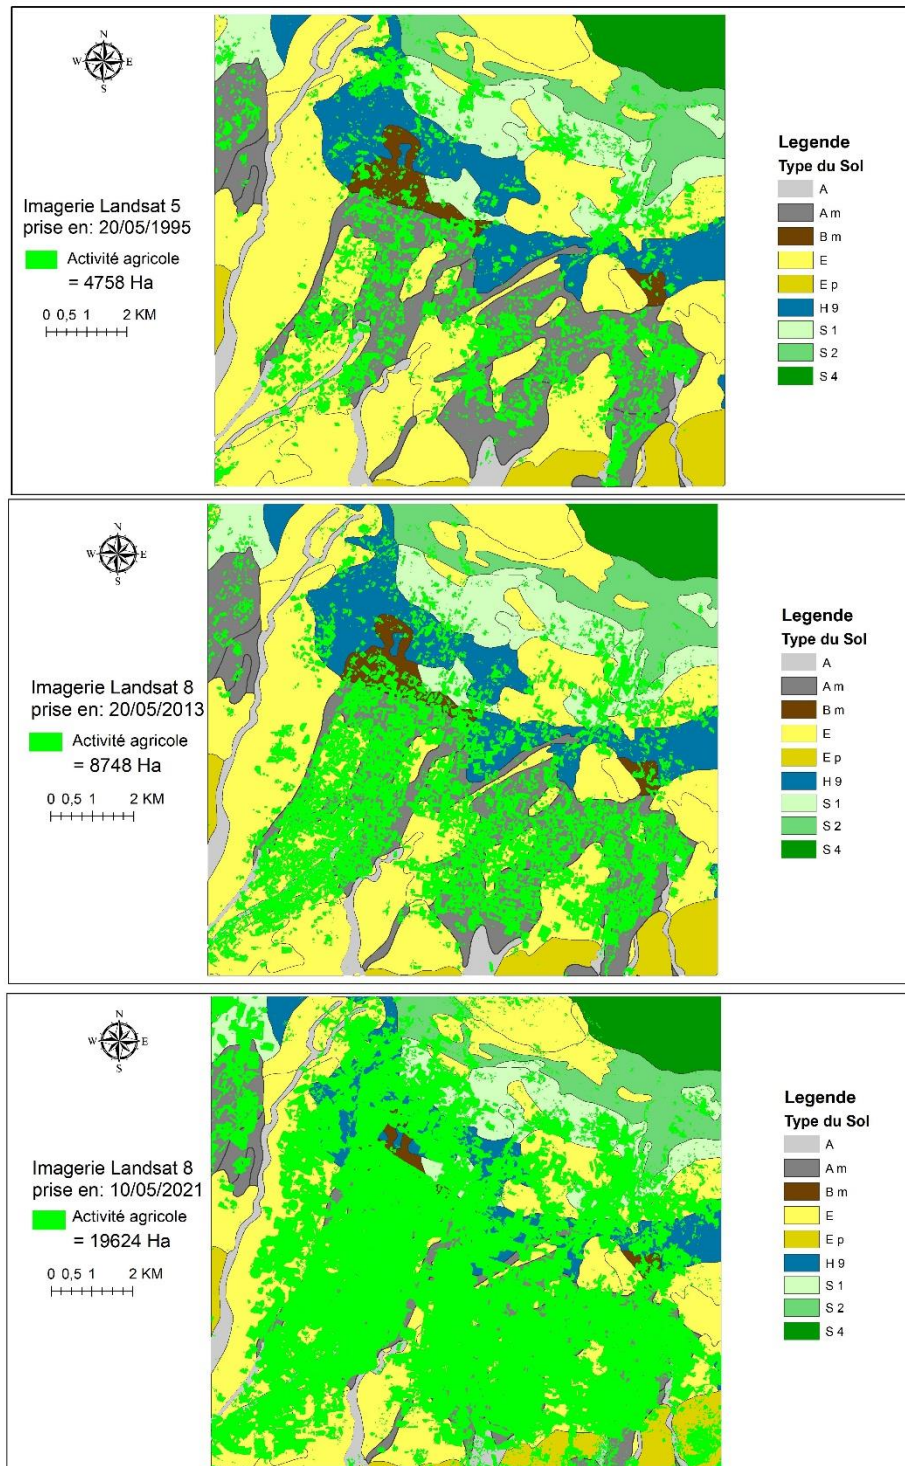 N
W E
S
Imagerie Landsat 5
prise en: 20/05/1995
Activité agricole
= 4758 Ha
0 0,5 1 2 KM
Legende
Type du Sol
A
A m
B m
E
E p
H 9
S 1
S 2
S 4
N
W E
S
Imagerie Landsat 8
prise en: 20/05/2013
Activité agricole
= 8748 Ha
0 0,5 1 2 KM
Legende
Type du Sol
A
A m
B m
E
E p
H 9
S 1
S 2
S 4
N
W E
S
Imagerie Landsat 8
prise en: 10/05/2021
Activité agricole
= 19624 Ha
0 0,5 1 2 KM
Legende
Type du Sol
A
A m
B m
E
E p
H 9
S 1
S 2
S 4